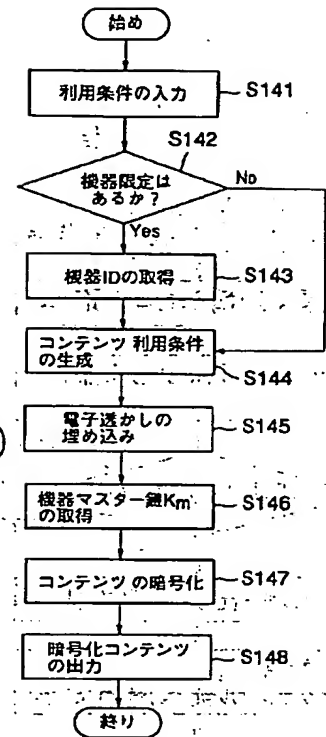 始め
利用条件の入力
S141
S142
機器限定は
あるか?
No
Yes
機器IDの取得
S143
コンテンツ 利用条件
の生成
S144
電子透かしの
埋め込み
S145
機器マスター鍵Km
の取得
S146
コンテンツ の暗号化
S147
暗号化コンテンツ
の出力
S148
終り